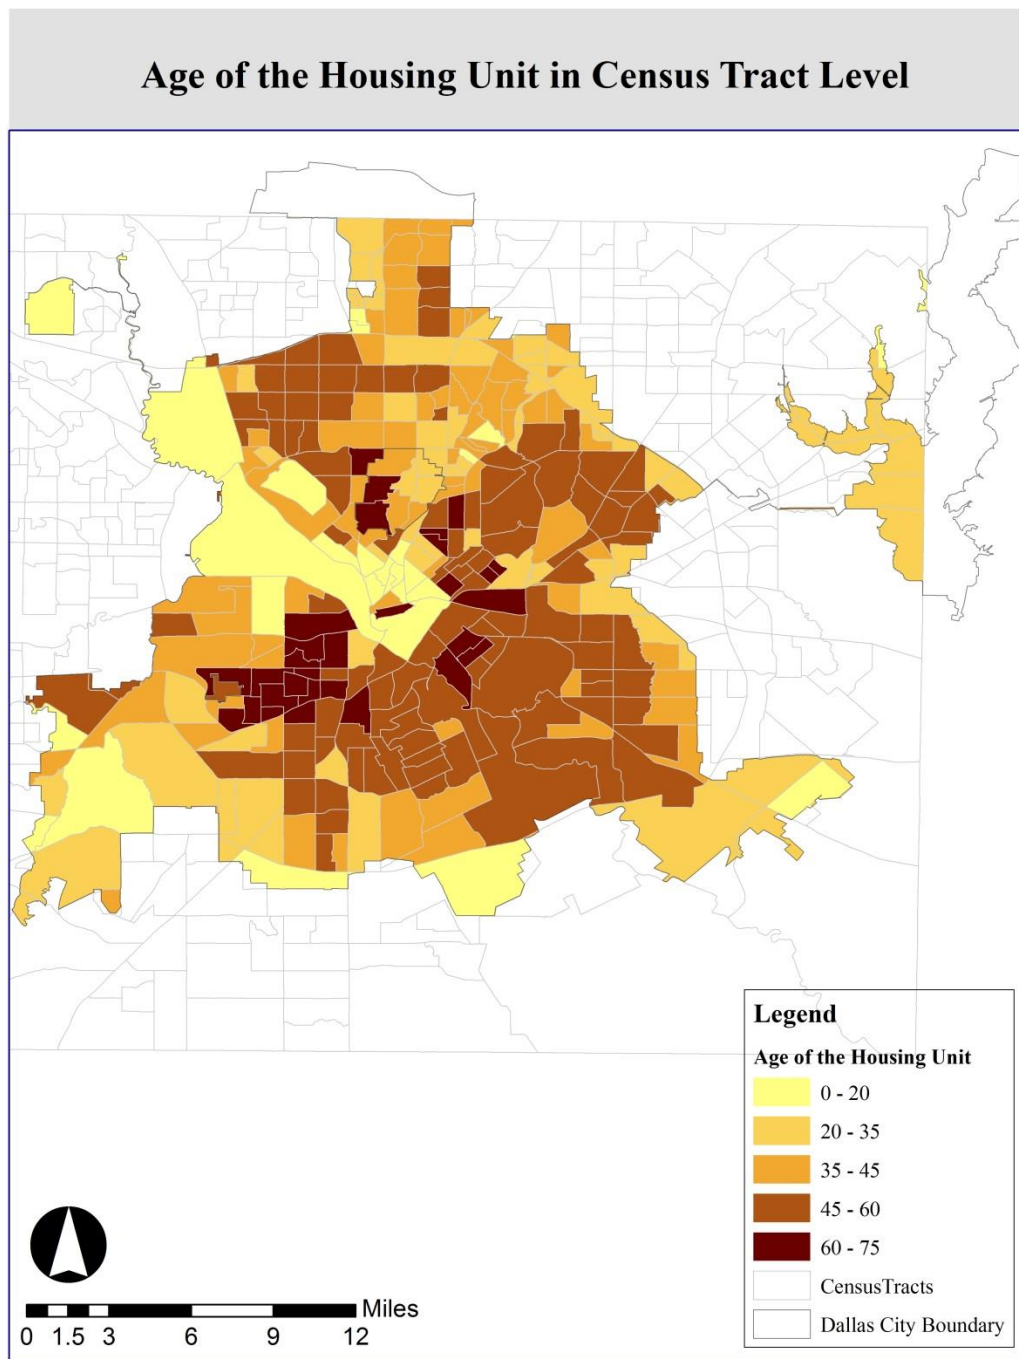 Age of the Housing Unit in Census Tract Level
Legend
Age of the Housing Unit
0 - 20
20 - 35
35 - 45
45 - 60
60 - 75
CensusTracts
Dallas City Boundary
Miles
0 1.5 3 6 9 12